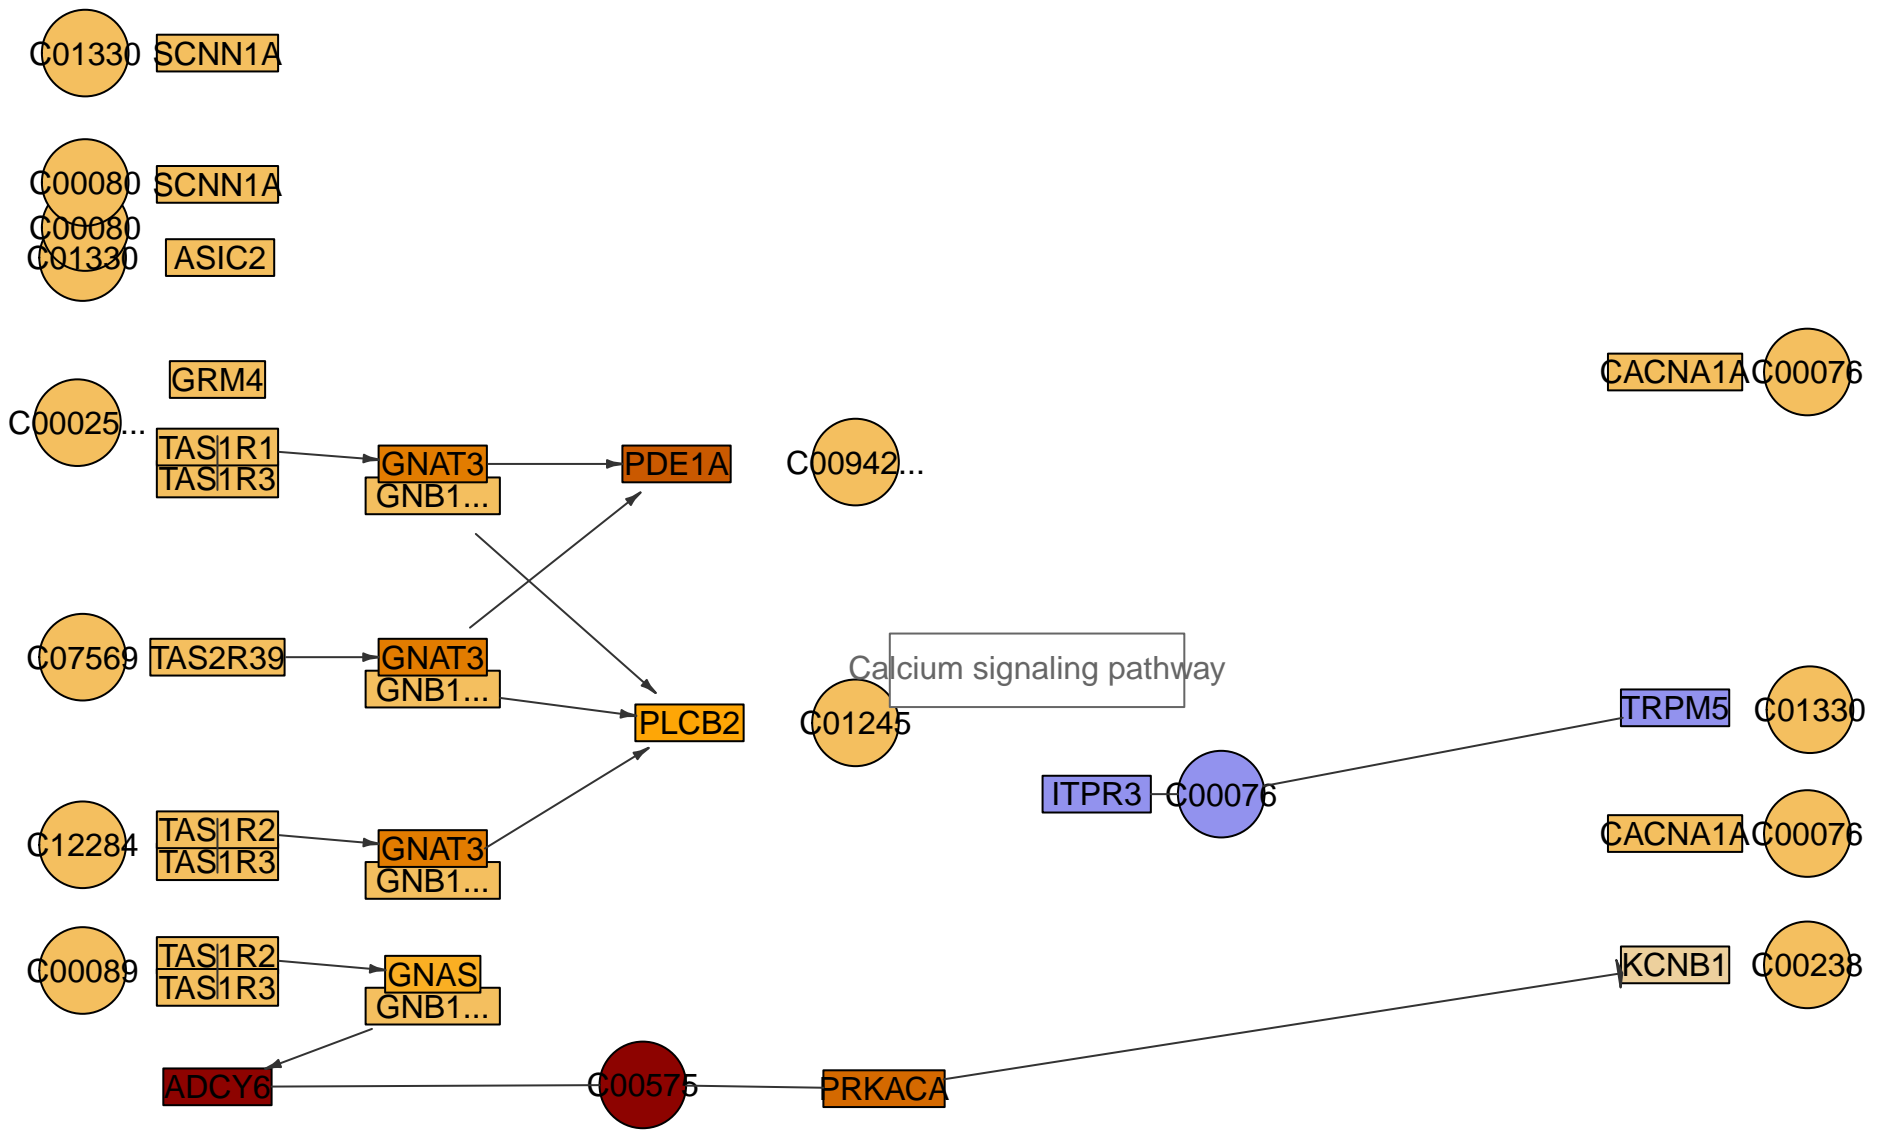 C01330 SCNN1A
C00080 SCNN1A
C00080
C01330 ASIC2
GRM4
CACNA1A C00076
C00025...
TAS1R1
TAS1R3
GNAT3
GNB1...
PDE1A
C00942...
C07569 TAS2R39
GNAT3
GNB1...
Calcium signaling pathway
PLCB2
C01245
TRPM5 C01330
ITPR3 C00076
C12284
TAS1R2
TAS1R3
GNAT3
GNB1...
CACNA1A C00076
C00089
TAS1R2
TAS1R3
GNAS
GNB1...
KCNB1 C00238
ADCY6 C00575 PRKACA